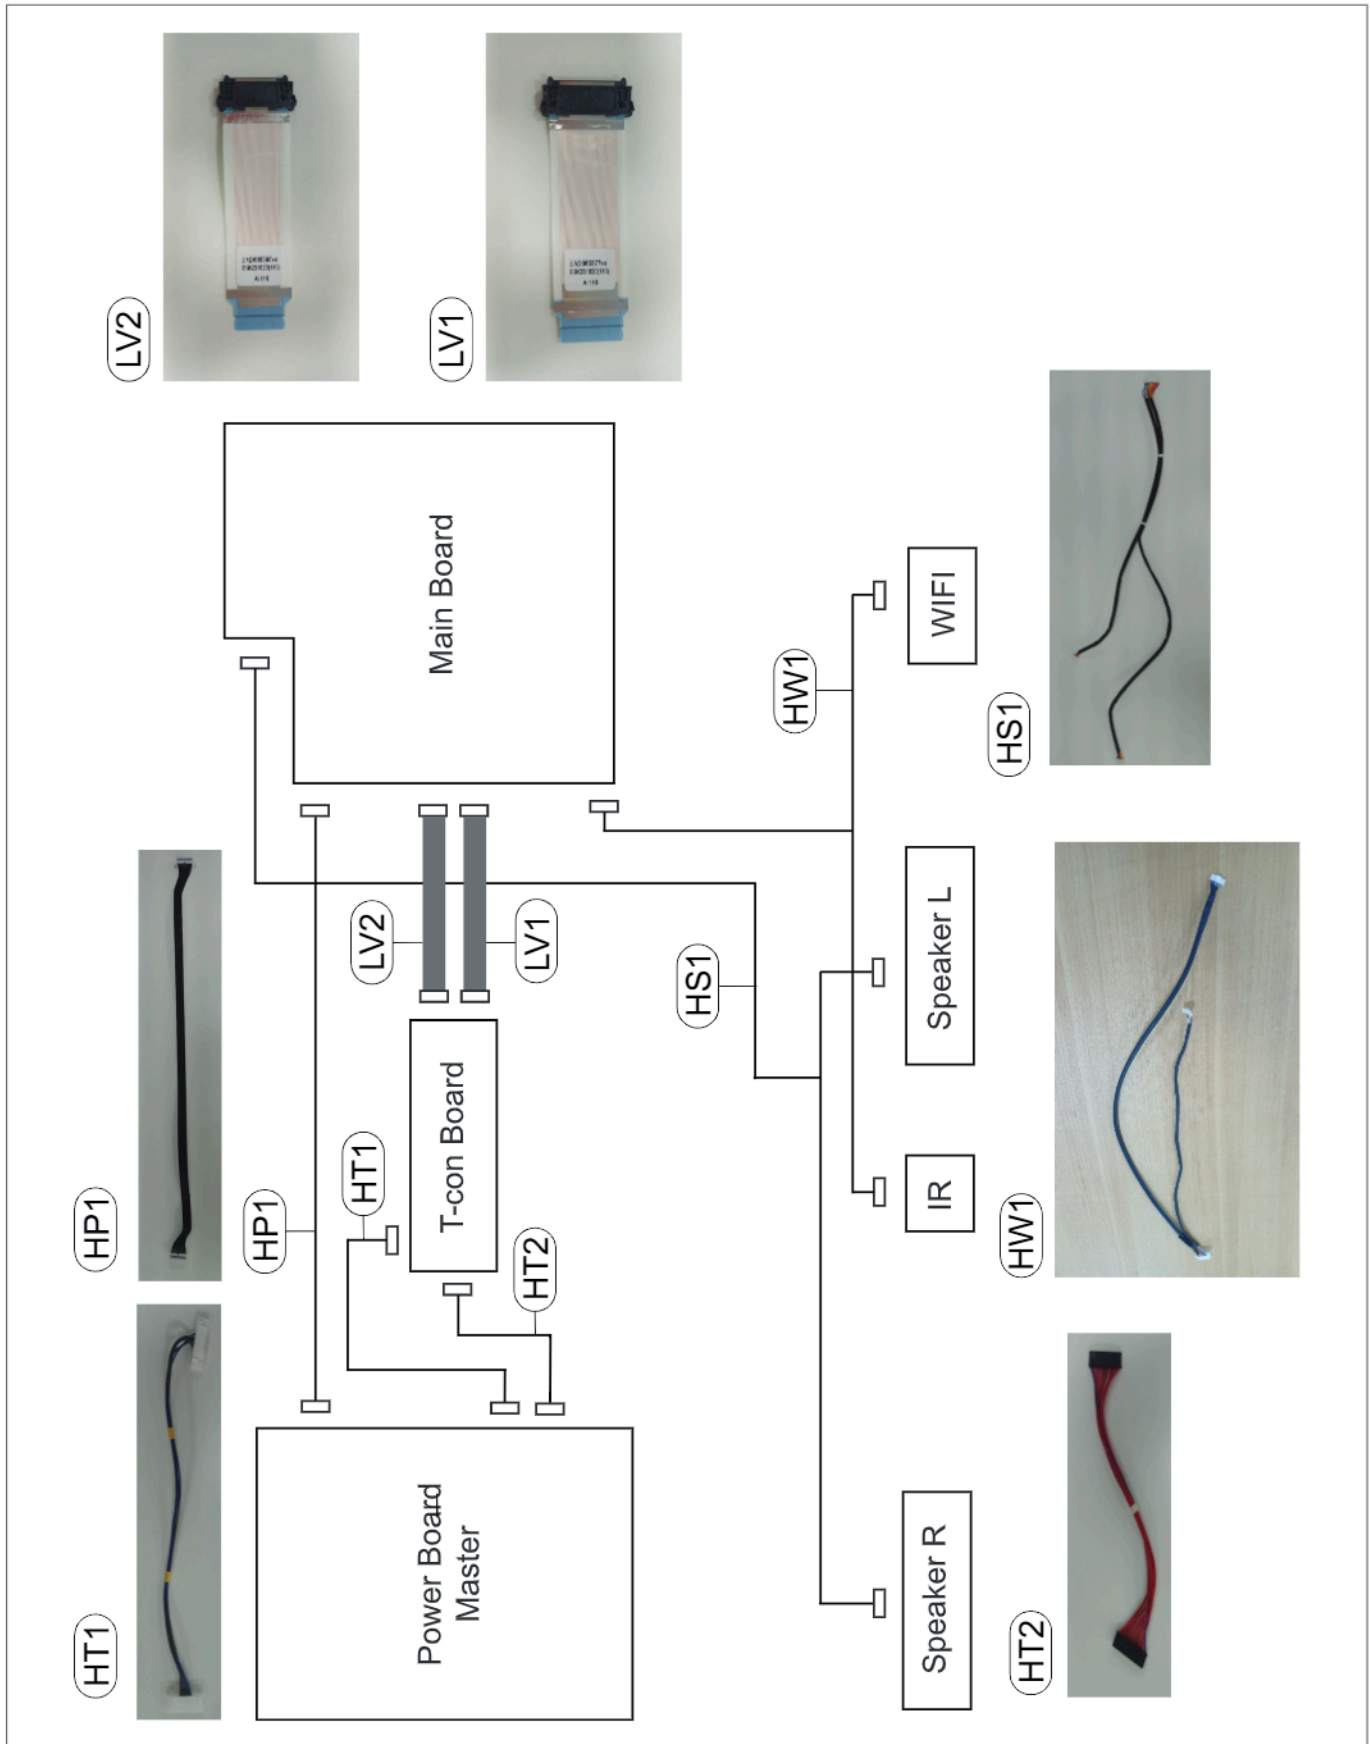 HT1
HP1
LV2
LV1
HP1
HT1
LV2
Power Board
Master
T-con Board
Main Board
HT2
LV1
HS1
HW1
Speaker R
IR
Speaker L
WIFI
HT2
HW1
HS1